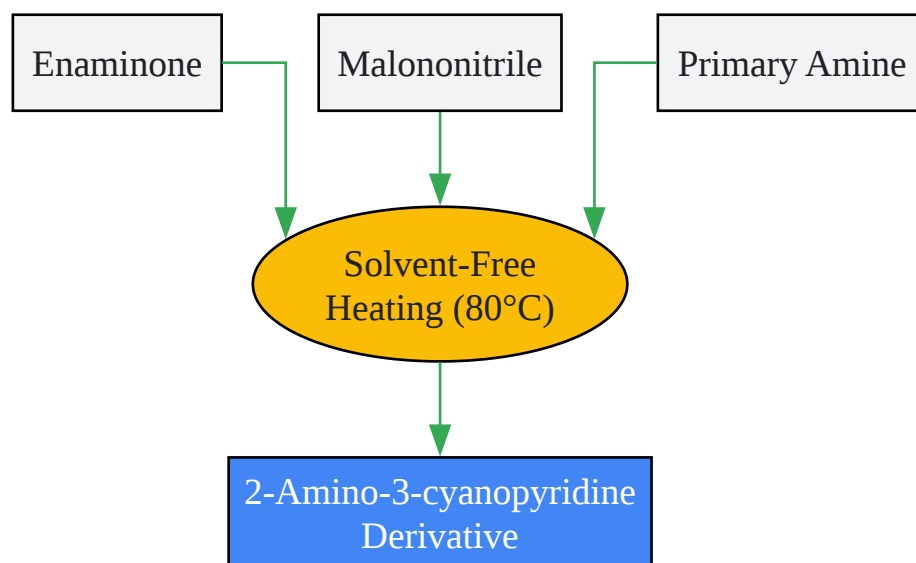 Enaminone
Malononitrile
Primary Amine
Solvent-Free
Heating (80°C)
2-Amino-3-cyanopyridine
Derivative